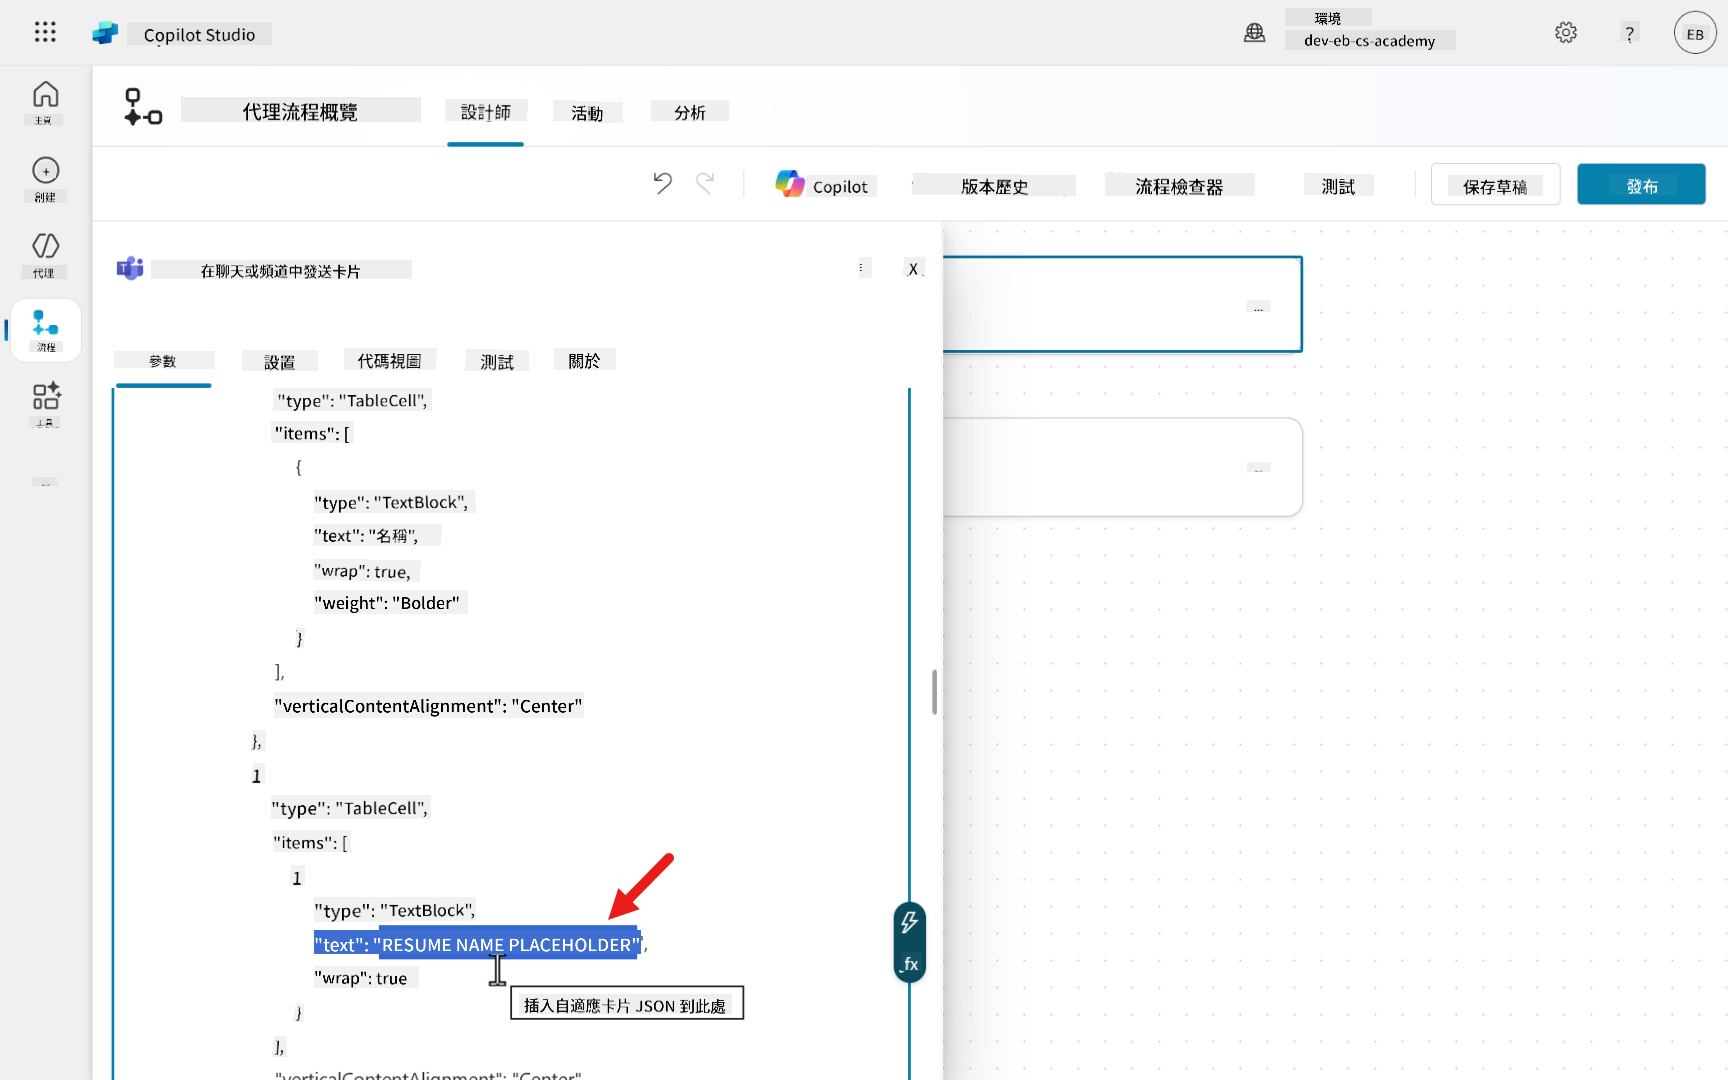 Copilot Studio
環境
dev-eb-cs-academy
?
EB
主頁
創建
代理
流程
工具
...
代理流程概覽
設計師
活動
分析
Copilot
版本歷史
流程檢查器
測試
保存草稿
發布
在聊天或頻道中發送卡片
X
參數
設置
代碼視圖
測試
關於
"type": "TableCell",
"items": [
{
"type": "TextBlock",
"text": "名稱",
"wrap": true,
"weight": "Bolder"
}
],
"verticalContentAlignment": "Center"
},
1
"type": "TableCell",
"items": [
1
"type": "TextBlock",
"text": "RESUME NAME PLACEHOLDER",
"wrap": true
}
],
"verticalContentAlignment": "Center"
插入自適應卡片 JSON 到此處
fx
...
...